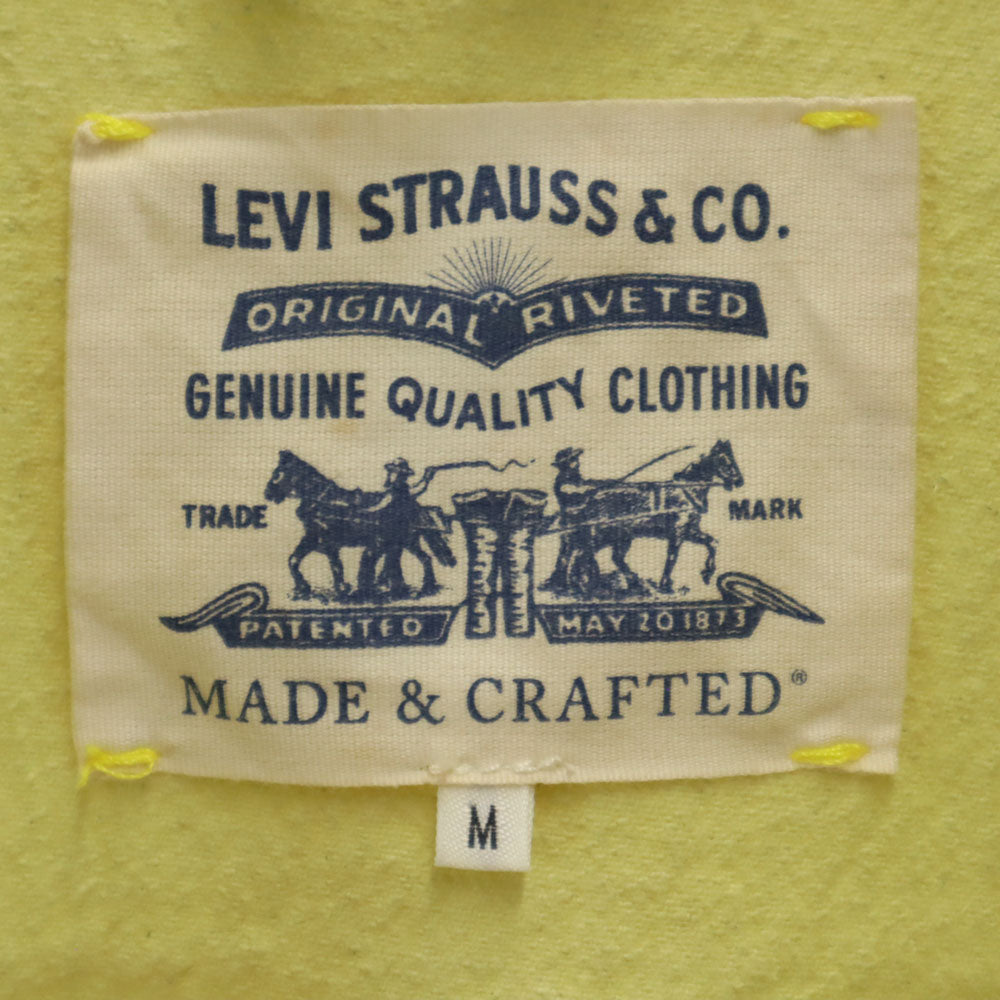 LEVI STRAUSS & CO.
ORIGINAL RIVETED
GENUINE QUALITY CLOTHING
TRADE MARK
PATENTED MAY 20 1873
MADE & CRAFTED®
M